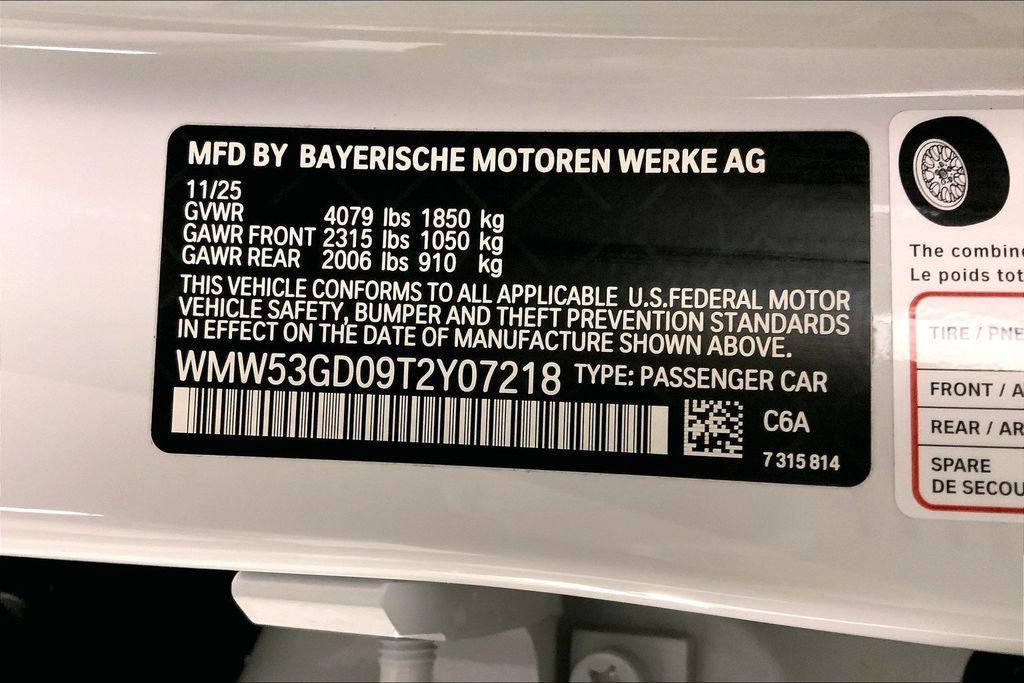 MFD BY BAYERISCHE MOTOREN WERKE AG
11/25
GVWR 4079 lbs 1850 kg
GAWR FRONT 2315 lbs 1050 kg
GAWR REAR 2006 lbs 910 kg
THIS VEHICLE CONFORMS TO ALL APPLICABLE U.S.FEDERAL MOTOR
VEHICLE SAFETY, BUMPER AND THEFT PREVENTION STANDARDS
IN EFFECT ON THE DATE OF MANUFACTURE SHOWN ABOVE.
WMW53GD09T2Y07218 TYPE: PASSENGER CAR
C6A
7 315 814
The combine
Le poids tot
TIRE / PNE
FRONT / A
REAR / AR
SPARE
DE SECOU